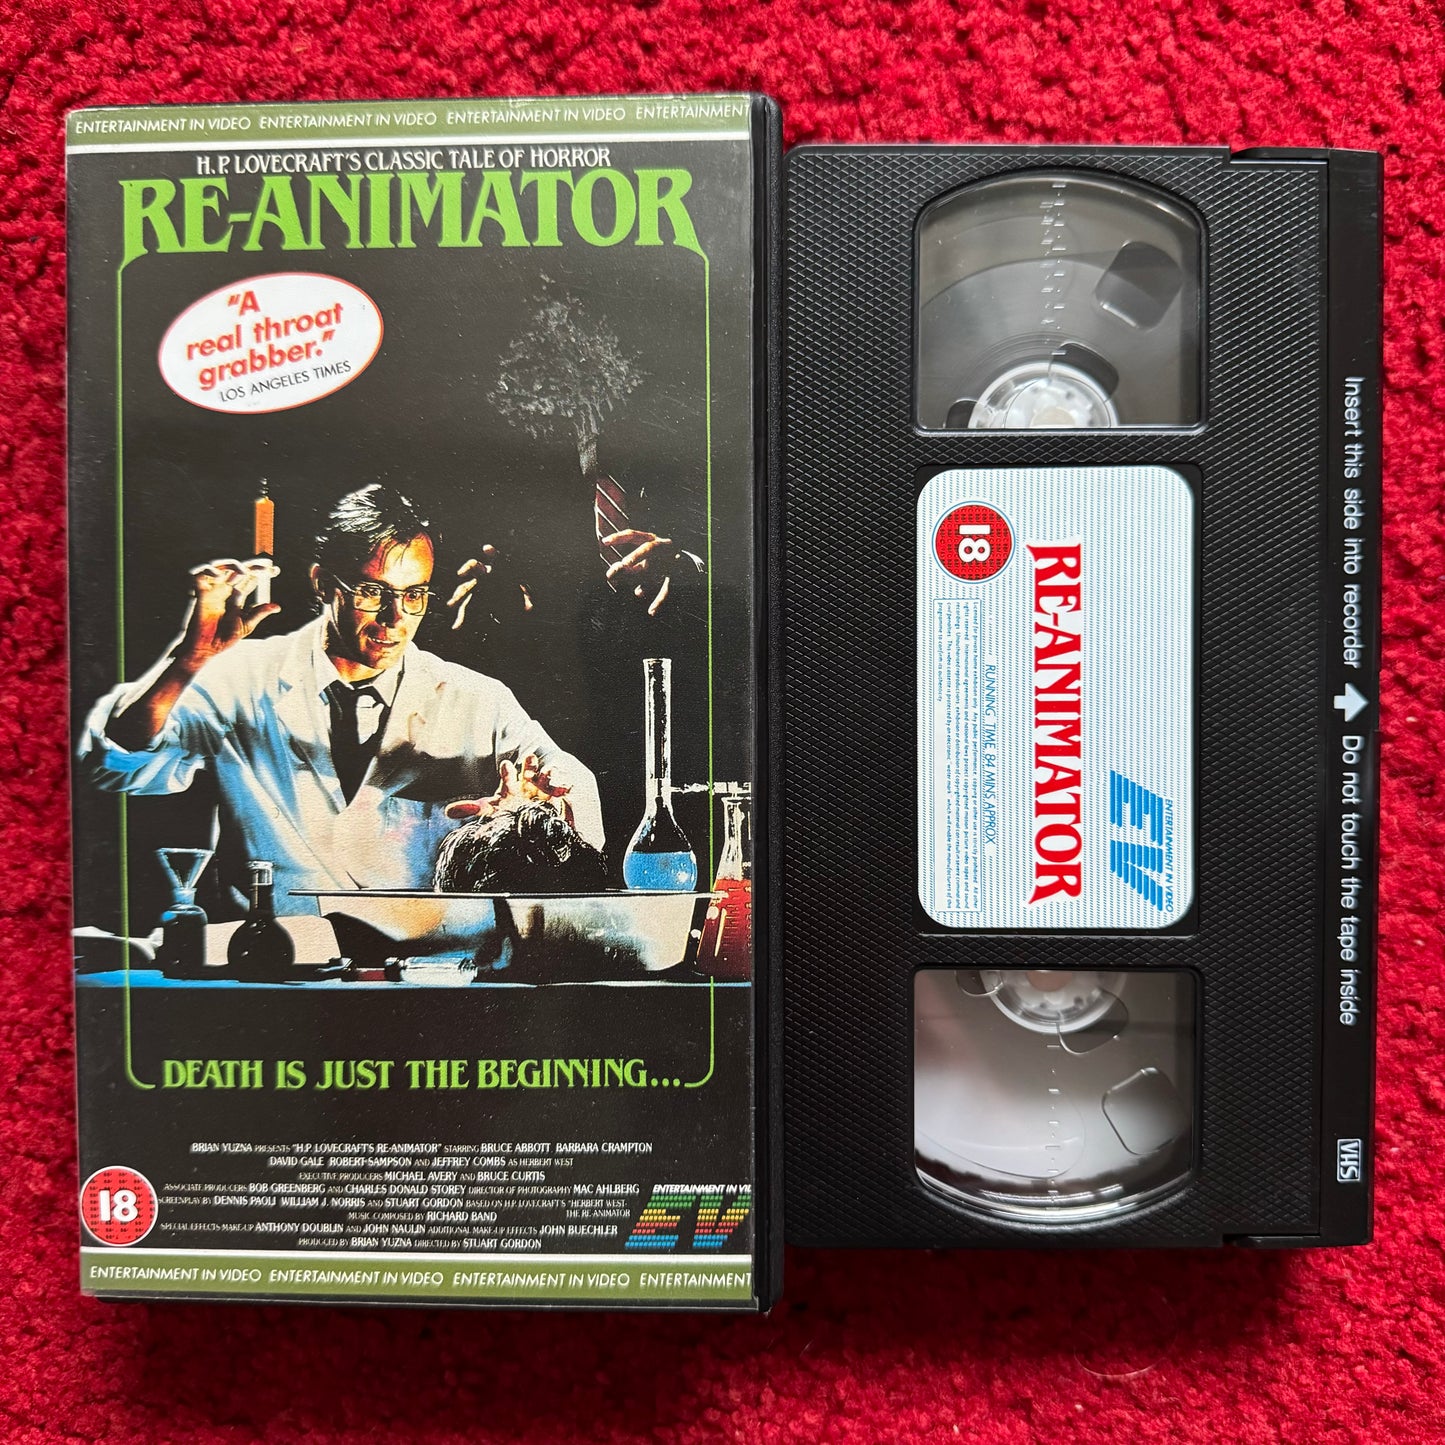 ENTERTAINMENT IN VIDEO ENTERTAINMENT IN VIDEO ENTERTAINMENT IN VIDEO ENTERTAINMENT
H.P. LOVECRAFT'S CLASSIC TALE OF HORROR
RE-ANIMATOR
"A
real throat
grabber."
LOS ANGELES TIMES
DEATH IS JUST THE BEGINNING...
BRIAN YUZNA PRESENTS "H.P. LOVECRAFT'S RE-ANIMATOR" STARRING BRUCE ABBOTT BARBARA CRAMPTON
DAVID GALE ROBERT SAMPSON AND JEFFREY COMBS AS HERBERT WEST
EXECUTIVE PRODUCERS MICHAEL AVERY AND BRUCE CURTIS
ASSOCIATE PRODUCERS BOB GREENBERG AND CHARLES DONALD STOREY DIRECTOR OF PHOTOGRAPHY MAC AHLBERG
SCREENPLAY BY DENNIS PAOLI WILLIAM J. NORRIS AND STUART GORDON BASED ON H.P. LOVECRAFT'S "HERBERT WEST-
THE RE-ANIMATOR
MUSIC COMPOSED BY RICHARD BAND
SPECIAL EFFECTS MAKE-UP ANTHONY DOUBLIN AND JOHN NAULIN ADDITIONAL MAKE-UP EFFECTS JOHN BUECHLER
PRODUCED BY BRIAN YUZNA DIRECTED BY STUART GORDON
18
ENTERTAINMENT IN VI
EV
ENTERTAINMENT IN VIDEO ENTERTAINMENT IN VIDEO ENTERTAINMENT IN VIDEO ENTERTAINMENT
18
RE-ANIMATOR
ENTERTAINMENT IN VIDEO
EV
RUNNING TIME 84 MINS APPROX
Insert this side into recorder Do not touch the tape inside
VHS